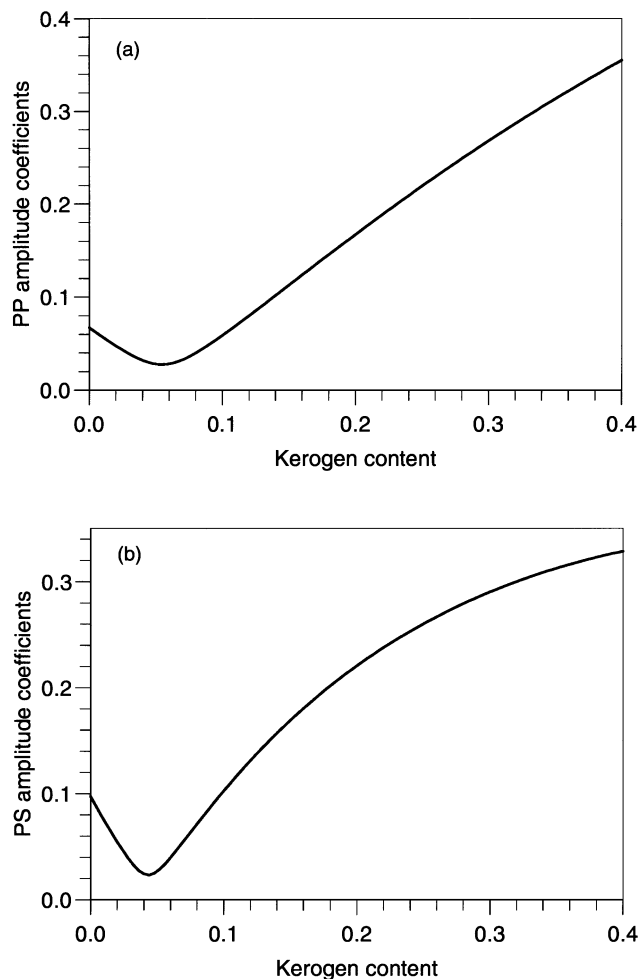 (a)
PP amplitude coefficients
0.4
0.3
0.2
0.1
0.0
0.0 0.1 0.2 0.3 0.4
Kerogen content
(b)
PS amplitude coefficients
0.3
0.2
0.1
0.0
0.0 0.1 0.2 0.3 0.4
Kerogen content